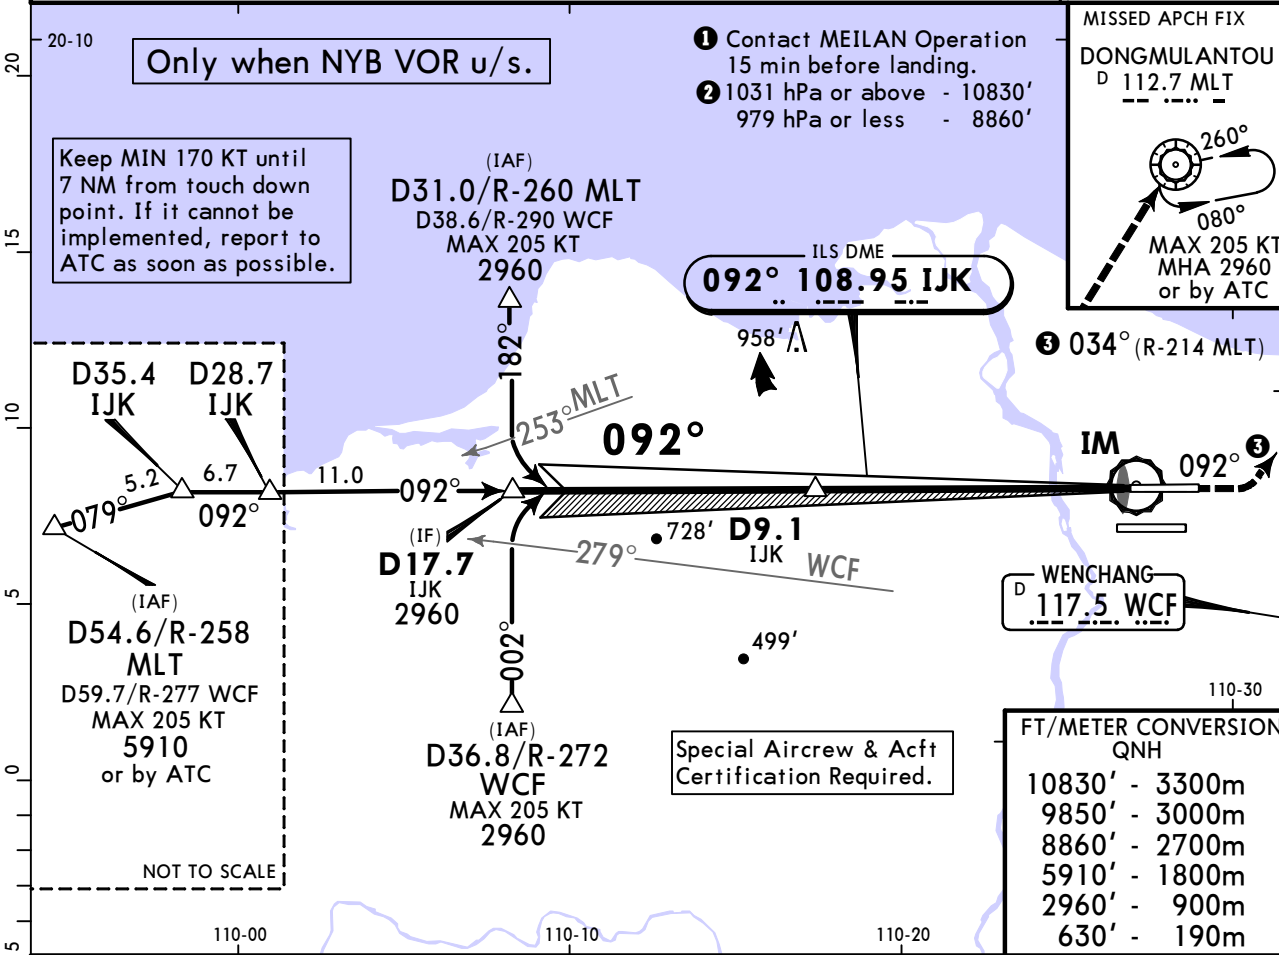 20-10
Only when NYB VOR u/s.
❶ Contact MEILAN Operation
15 min before landing.
❷ 1031 hPa or above - 10830'
979 hPa or less - 8860'
MISSED APCH FIX
DONGMULANTOU
D 112.7 MLT
260°
080°
MAX 205 KT
MHA 2960
or by ATC
Keep MIN 170 KT until
7 NM from touch down
point. If it cannot be
implemented, report to
ATC as soon as possible.
(IAF)
D31.0/R-260 MLT
D38.6/R-290 WCF
MAX 205 KT
2960
182°
ILS DME
092° 108.95 IJK
958'
❸ 034° (R-214 MLT)
D35.4
IJK
D28.7
IJK
253° MLT
092°
IM
092° ❸
5.2
6.7
11.0
079°
092°
092°
(IF)
D17.7
IJK
2960
728'
D9.1
IJK
279° WCF
WENCHANG
D 117.5 WCF
(IAF)
D54.6/R-258
MLT
D59.7/R-277 WCF
MAX 205 KT
5910
or by ATC
NOT TO SCALE
002°
499'
(IAF)
D36.8/R-272
WCF
MAX 205 KT
2960
Special Aircrew & Acft
Certification Required.
110-30
FT/METER CONVERSION
QNH
10830' - 3300m
9850' - 3000m
8860' - 2700m
5910' - 1800m
2960' - 900m
630' - 190m
20
15
10
5
0
5
110-00
110-10
110-20